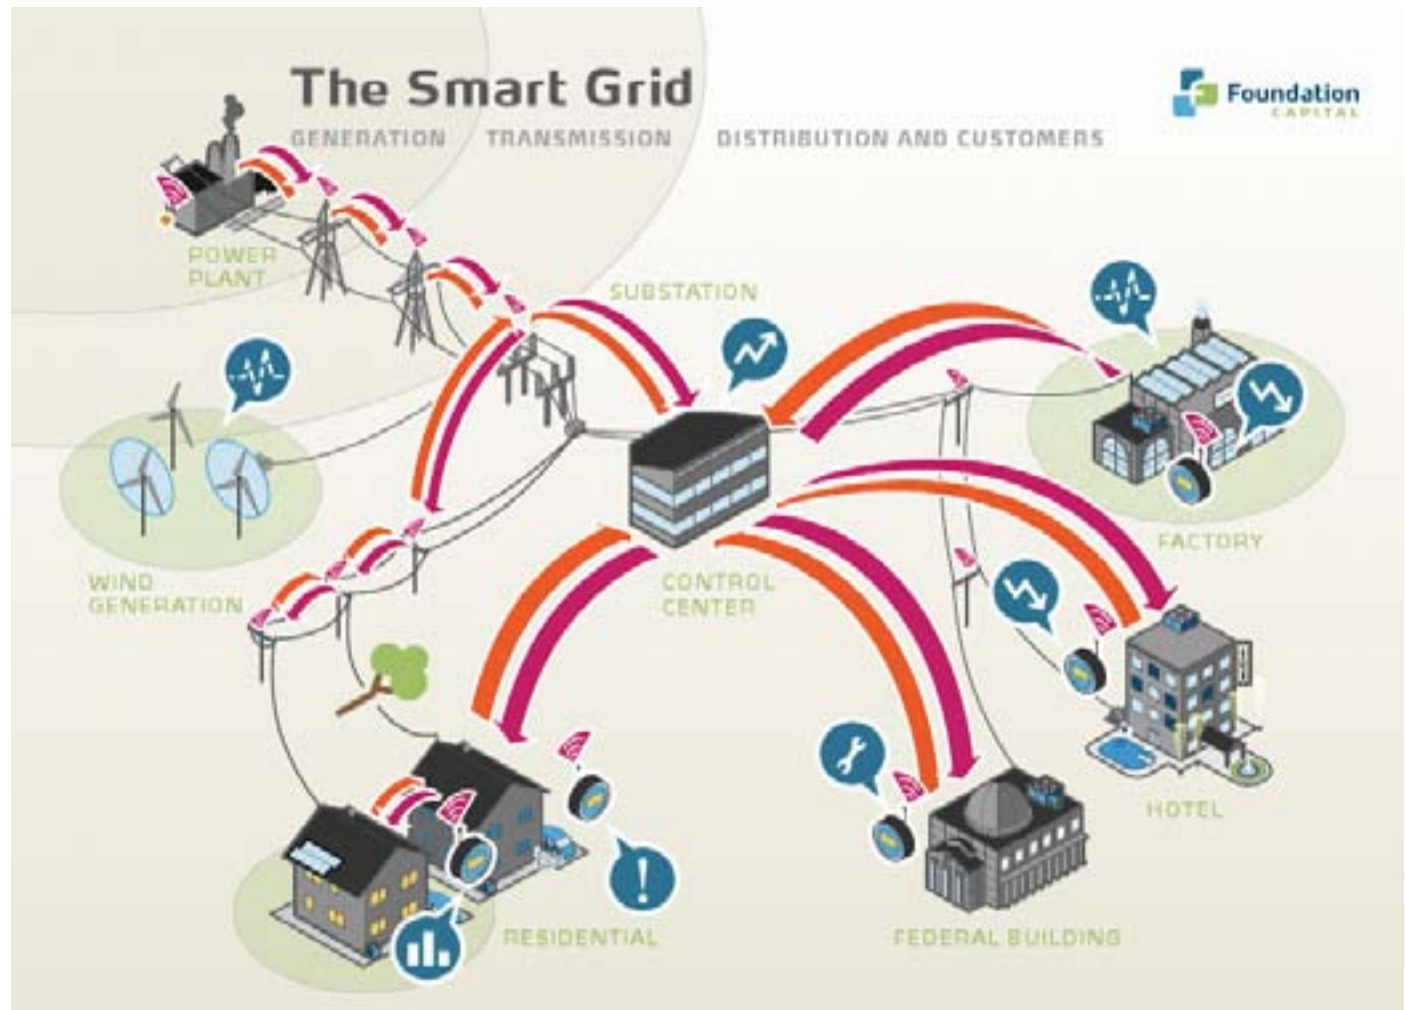 The Smart Grid
Foundation
CAPITAL
GENERATION TRANSMISSION DISTRIBUTION AND CUSTOMERS
POWER
PLANT
SUBSTATION
FACTORY
WIND
GENERATION
CONTROL
CENTER
HOTEL
RESIDENTIAL
FEDERAL BUILDING